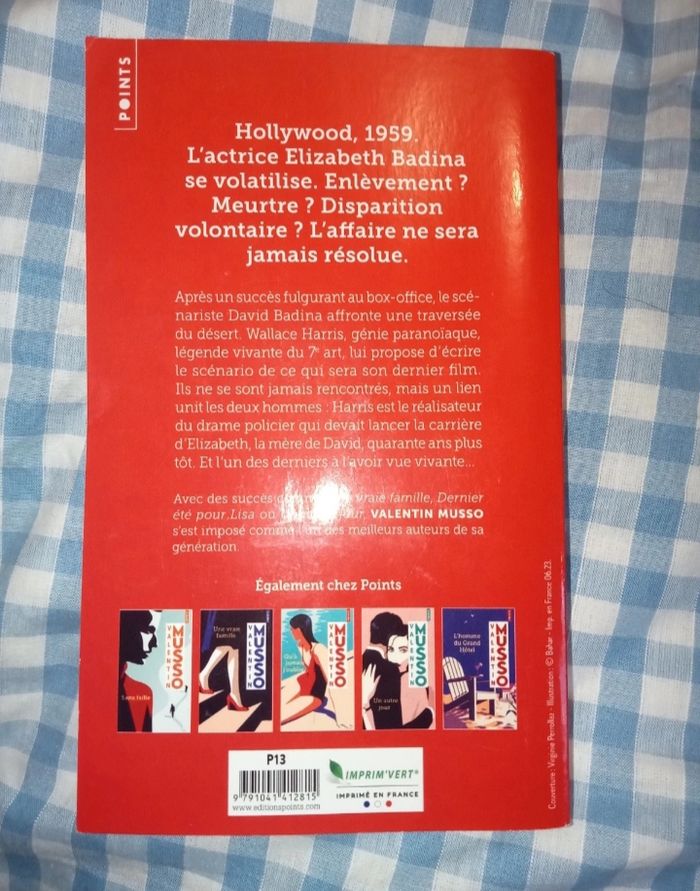 POINTS
Hollywood, 1959.
L'actrice Elizabeth Badina
se volatilise. Enlèvement ?
Meurtre ? Disparition
volontaire ? L'affaire ne sera
jamais résolue.
Après un succès fulgurant au box-office, le scé-
nariste David Badina affronte une traversée
du désert. Wallace Harris, génie paranoïaque,
légende vivante du 7e art, lui propose d'écrire
le scénario de ce qui sera son dernier film.
Ils ne se sont jamais rencontrés, mais un lien
unit les deux hommes : Harris est le réalisateur
du drame policier qui devait lancer la carrière
d'Elizabeth, la mère de David, quarante ans plus
tôt. Et l'un des derniers à l'avoir vue vivante...
Avec des succès vraie famille, Dernier
été pour Lisa ou VALENTIN MUSSO
s'est imposé comme des meilleurs auteurs de sa
génération.
Également chez Points
VALENTIN
MUSSO
Sans faille
Une vraie
famille
VALENTIN
MUSSO
Qu'à
jamais
j'oublie
VALENTIN
MUSSO
Un autre
jour
VALENTIN
MUSSO
L'homme
du Grand
Hôtel
VALENTIN
MUSSO
P13
9 791041 412815
www.editionspoints.com
IMPRIM'VERT®
IMPRIMÉ EN FRANCE
Couverture : Virginie Perrollaz - Illustration : © Bahar - Imp. en France 06.23.